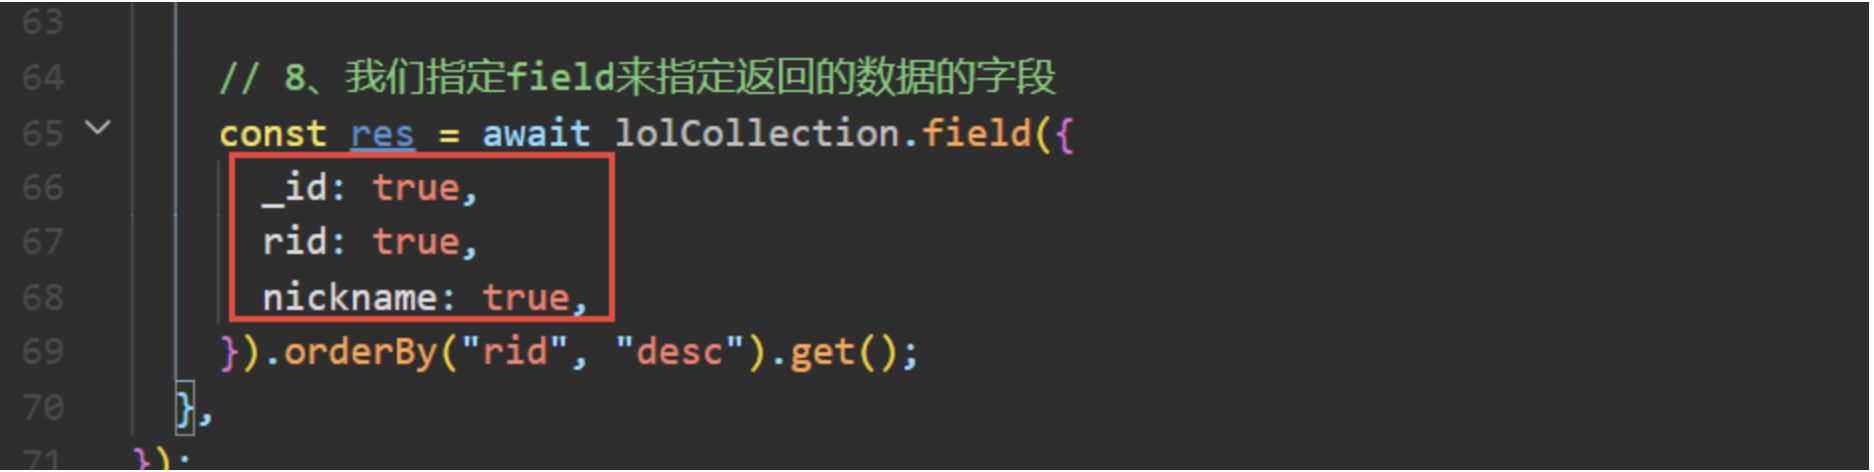 63
64 // 8、我们指定field来指定返回的数据的字段
65 const res = await lolCollection.field({
66 _id: true,
67 rid: true,
68 nickname: true,
69 }).orderBy("rid", "desc").get();
70 },
71 });